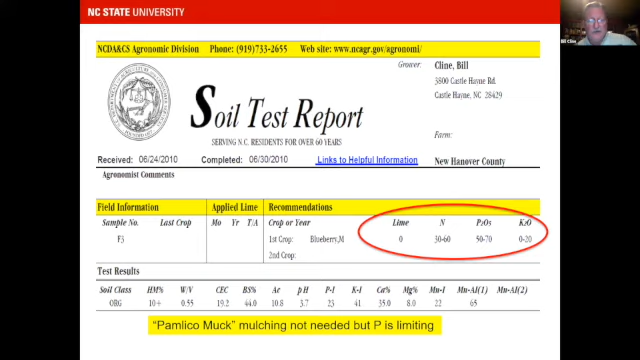 NC STATE UNIVERSITY
Bill Cline
NCDA&CS Agronomic Division Phone: (919)733-2655 Web site: www.ncagr.gov/agronomi/
Grower: Cline, Bill
3800 Castle Hayne Rd.
Castle Hayne, NC 28429
Soil Test Report
SERVING N.C. RESIDENTS FOR OVER 60 YEARS
Farm:
Received: 06/24/2010 Completed: 06/30/2010 Links to Helpful Information New Hanover County
Agronomist Comments
Field Information Applied Lime Recommendations
Sample No. Last Crop Mo Yr T/A Crop or Year Lime N P2O5 K2O
F3 1st Crop: Blueberry,M 0 30-60 50-70 0-20
2nd Crop:
Test Results
Soil Class HM% W/V CEC BS% Ac pH P-I K-I Ca% Mg% Mn-I Mn-AI(1) Mn-AI(2)
ORG 10+ 0.55 19.2 44.0 10.8 3.7 23 41 35.0 8.0 22 65
"Pamlico Muck" mulching not needed but P is limiting